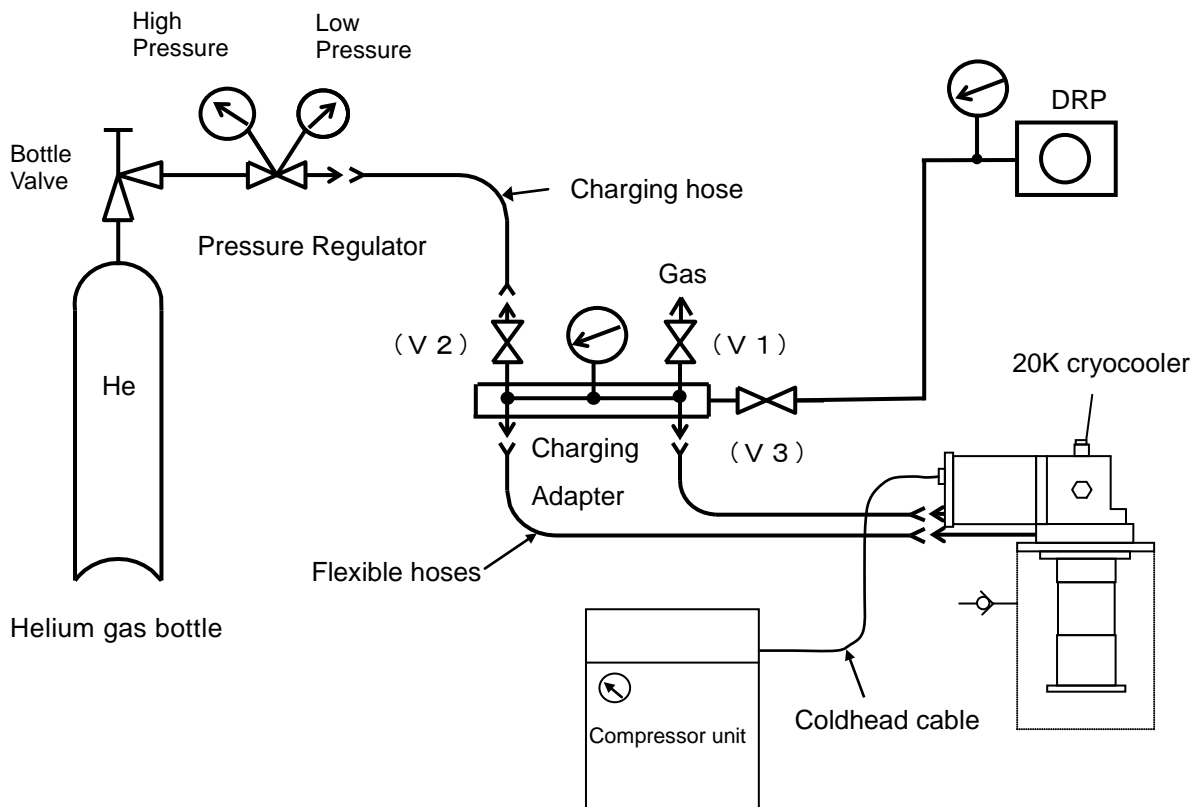 High
Pressure
Low
Pressure
DRP
Bottle
Valve
Charging hose
Pressure Regulator
Gas
（Ｖ２）
（Ｖ１）
20K cryocooler
He
Charging
Adapter
（Ｖ３）
Flexible hoses
Helium gas bottle
Coldhead cable
Compressor unit